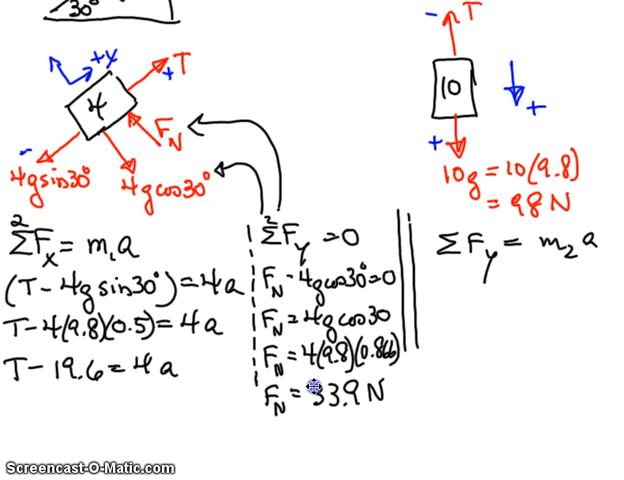 30°
+y
+ T
4
F_N
-
4g sin30°
4g cos30°
- T
10
+
+
10g = 10(9.8)
= 98 N
2
ΣF_x = m_1 a
(T - 4g sin30°) = 4a
T - 4(9.8)(0.5) = 4a
T - 19.6 = 4a
2
ΣF_y = 0
F_N - 4g cos30° = 0
F_N = 4g cos30
F_N = 4(9.8)(0.866)
F_N = 33.9 N
ΣF_y = m_2 a
Screencast-O-Matic.com